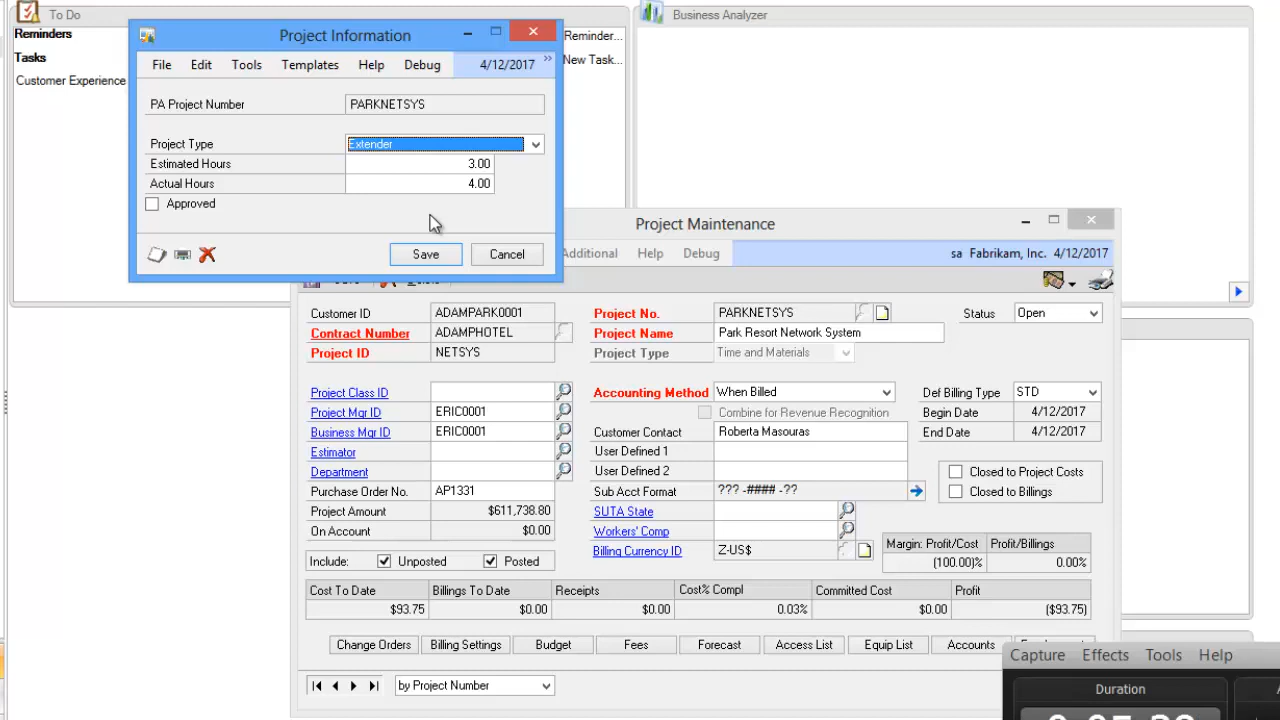 To Do
Reminders
Tasks
Customer Experience
Reminder...
New Task...
Business Analyzer
Project Information
File Edit Tools Templates Help Debug 4/12/2017 »
PA Project Number PARKNETSYS
Project Type Extender
Estimated Hours 3.00
Actual Hours 4.00
Approved
Save Cancel
Project Maintenance
Additional Help Debug sa Fabrikam, Inc. 4/12/2017
Customer ID ADAMPARK0001 Project No. PARKNETSYS Status Open
Contract Number ADAMPHOTEL Project Name Park Resort Network System
Project ID NETSYS Project Type Time and Materials
Project Class ID Accounting Method When Billed Def Billing Type STD
Project Mgr ID ERIC0001 Combine for Revenue Recognition Begin Date 4/12/2017
Business Mgr ID ERIC0001 Customer Contact Roberta Masouras End Date 4/12/2017
Estimator User Defined 1
Department User Defined 2 Closed to Project Costs
Purchase Order No. AP1331 Sub Acct Format ??? -#### -?? Closed to Billings
Project Amount $611,738.80 SUTA State
On Account $0.00 Workers' Comp
Billing Currency ID Z-US$ Margin: Profit/Cost Profit/Billings
Include: Unposted Posted (100.00)% 0.00%
Cost To Date Billings To Date Receipts Cost% Compl Committed Cost Profit
$93.75 $0.00 $0.00 0.03% $0.00 ($93.75)
Change Orders Billing Settings Budget Fees Forecast Access List Equip List Accounts
by Project Number
Capture Effects Tools Help
Duration